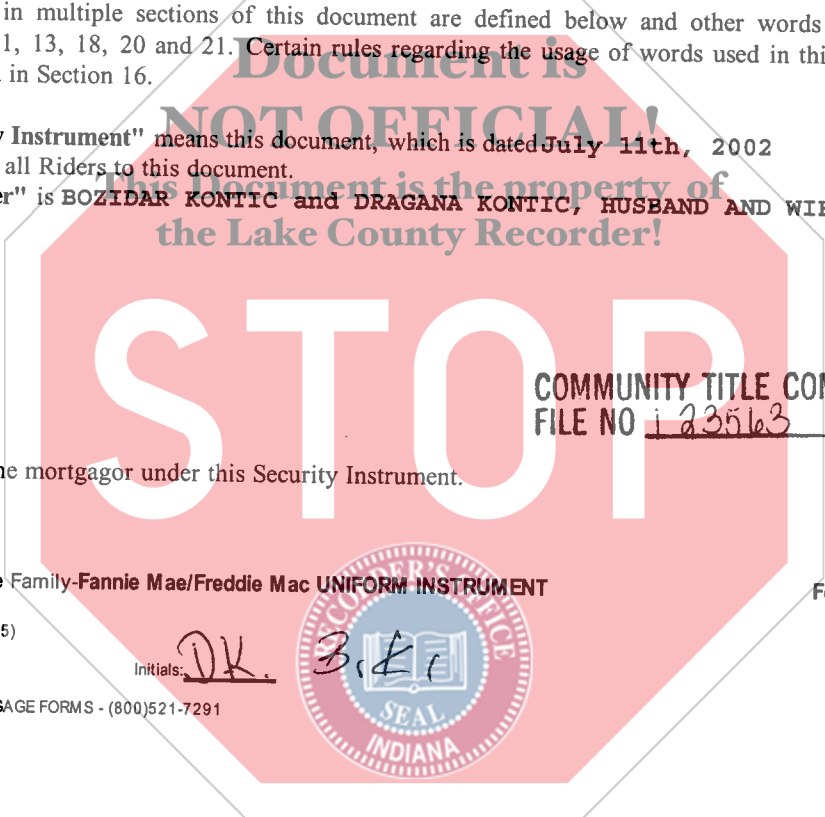 in multiple sections of this document are defined below and other words
1, 13, 18, 20 and 21. Certain rules regarding the usage of words used in thi
in Section 16.
Document is
NOT OFFICIAL!
This Document is the property of
the Lake County Recorder!
y Instrument" means this document, which is dated July 11th, 2002
all Riders to this document.
er" is BOZIDAR KONTIC and DRAGANA KONTIC, HUSBAND AND WIF
STOP
COMMUNITY TITLE COM
FILE NO 123563
he mortgagor under this Security Instrument.
e Family-Fannie Mae/Freddie Mac UNIFORM INSTRUMENT
Fo
5)
Initials: DK. B.K.
GAGE FORMS - (800)521-7291
RECORDER'S OFFICE
SEAL
INDIANA